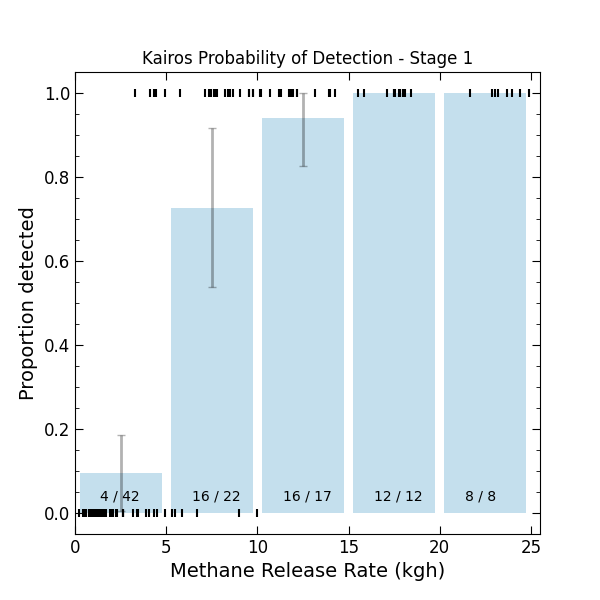 Kairos Probability of Detection - Stage 1
Proportion detected
1.0
0.8
0.6
0.4
0.2
0.0
4 / 42
16 / 22
16 / 17
12 / 12
8 / 8
0
5
10
15
20
25
Methane Release Rate (kgh)